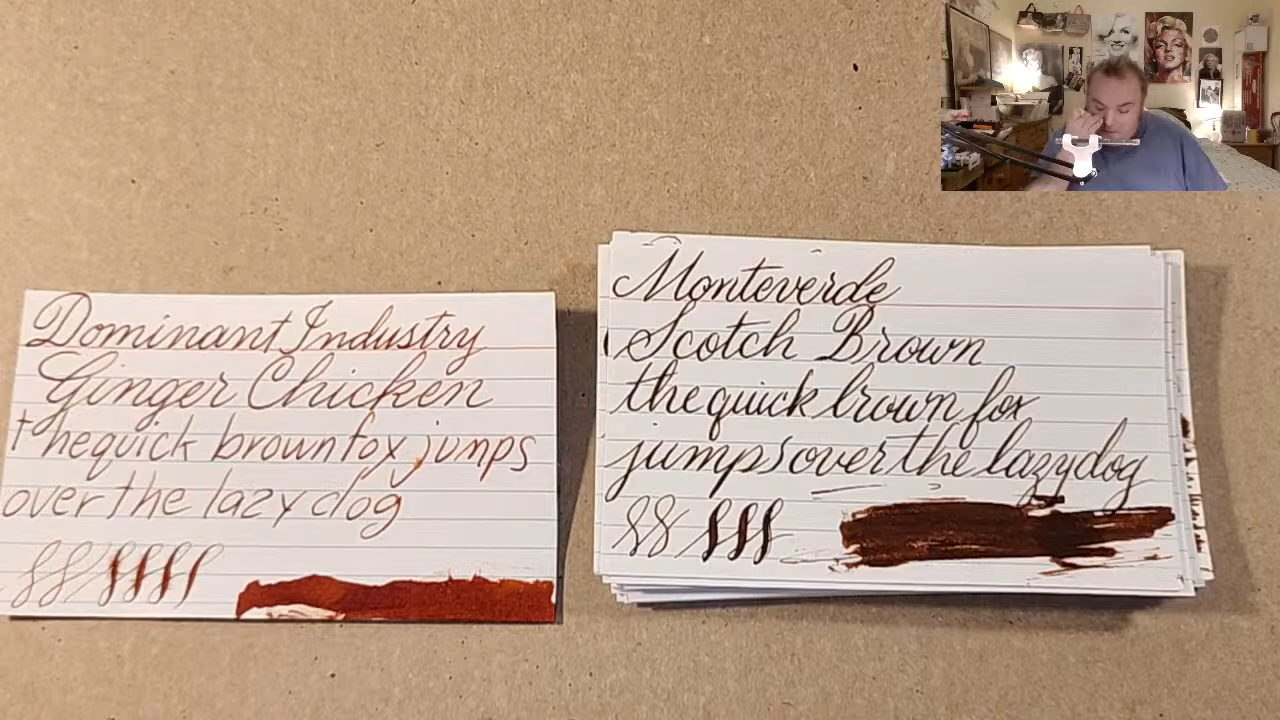 Dominant Industry
Ginger Chicken
the quick brown fox jumps
over the lazy dog
Monteverde
Scotch Brown
the quick brown fox
jumps over the lazy dog